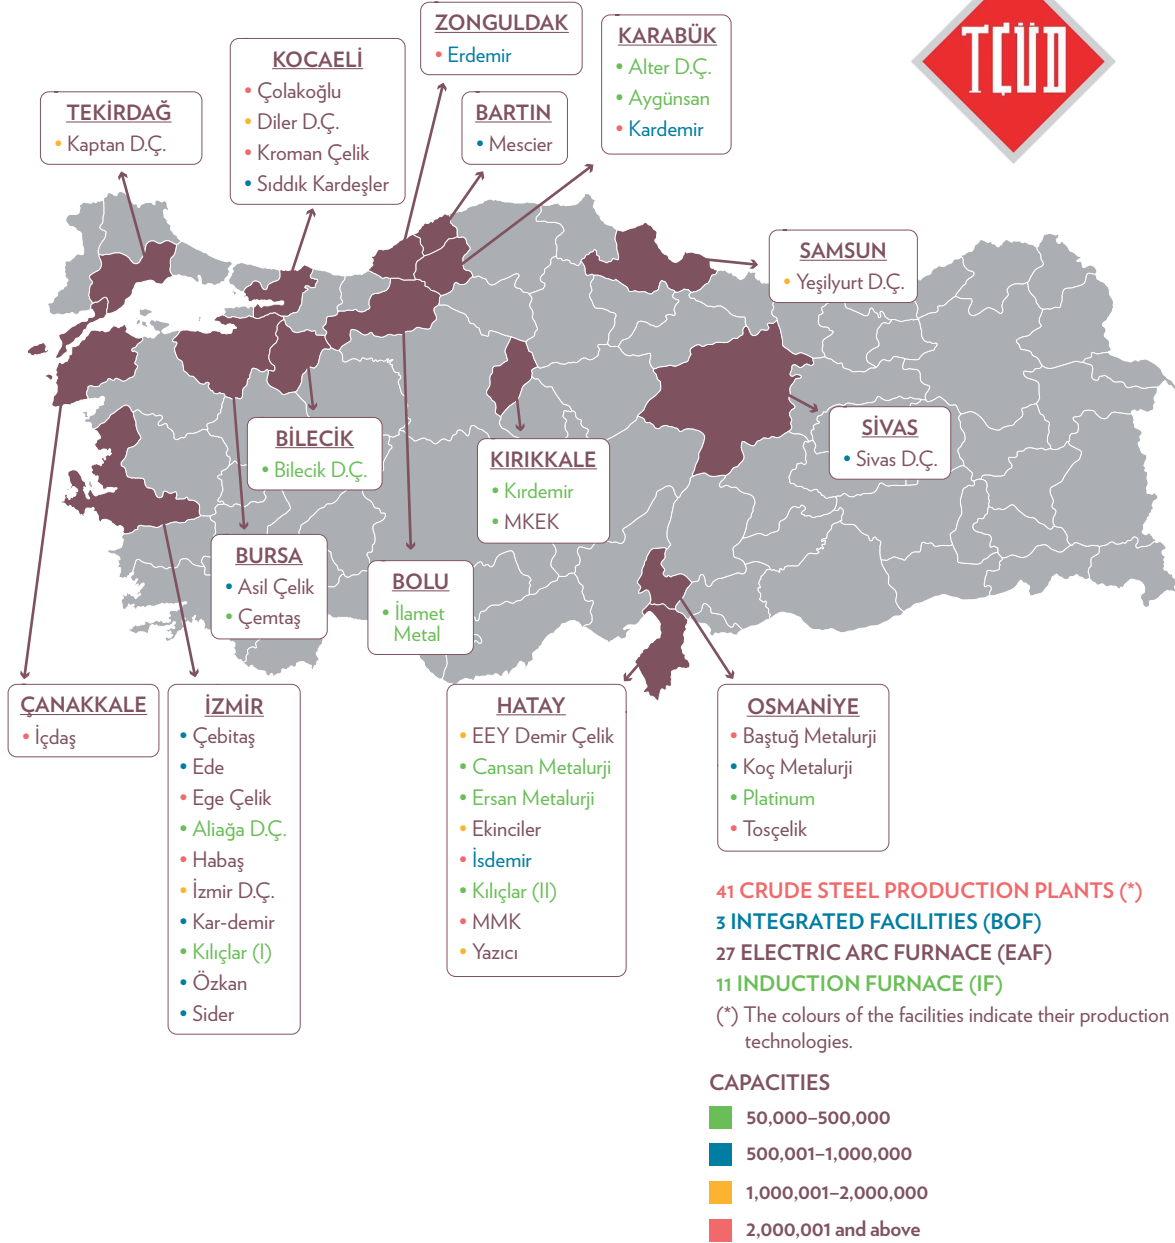 TÇÜD
ZONGULDAK
• Erdemir
KARABÜK
• Alter D.Ç.
• Aygünsan
• Kardemir
KOCAELİ
• Çolakoğlu
• Diler D.Ç.
• Kroman Çelik
• Sıddık Kardeşler
TEKİRDAĞ
• Kaptan D.Ç.
BARTIN
• Mescier
SAMSUN
• Yeşilyurt D.Ç.
BİLECİK
• Bilecik D.Ç.
KIRIKKALE
• Kırdemir
• MKEK
SİVAS
• Sivas D.Ç.
BURSA
• Asil Çelik
• Çemtaş
BOLU
• İlamet
Metal
ÇANAKKALE
• İçdaş
İZMİR
• Çebitaş
• Ede
• Ege Çelik
• Aliağa D.Ç.
• Habaş
• İzmir D.Ç.
• Kar-demir
• Kılıçlar (I)
• Özkan
• Sider
HATAY
• EEY Demir Çelik
• Cansan Metalurji
• Ersan Metalurji
• Ekinciler
• İsdemir
• Kılıçlar (II)
• MMK
• Yazıcı
OSMANİYE
• Baştuğ Metalurji
• Koç Metalurji
• Platinum
• Tosçelik
41 CRUDE STEEL PRODUCTION PLANTS (*)
3 INTEGRATED FACILITIES (BOF)
27 ELECTRIC ARC FURNACE (EAF)
11 INDUCTION FURNACE (IF)
(*) The colours of the facilities indicate their production
technologies.
CAPACITIES
50,000–500,000
500,001–1,000,000
1,000,001–2,000,000
2,000,001 and above